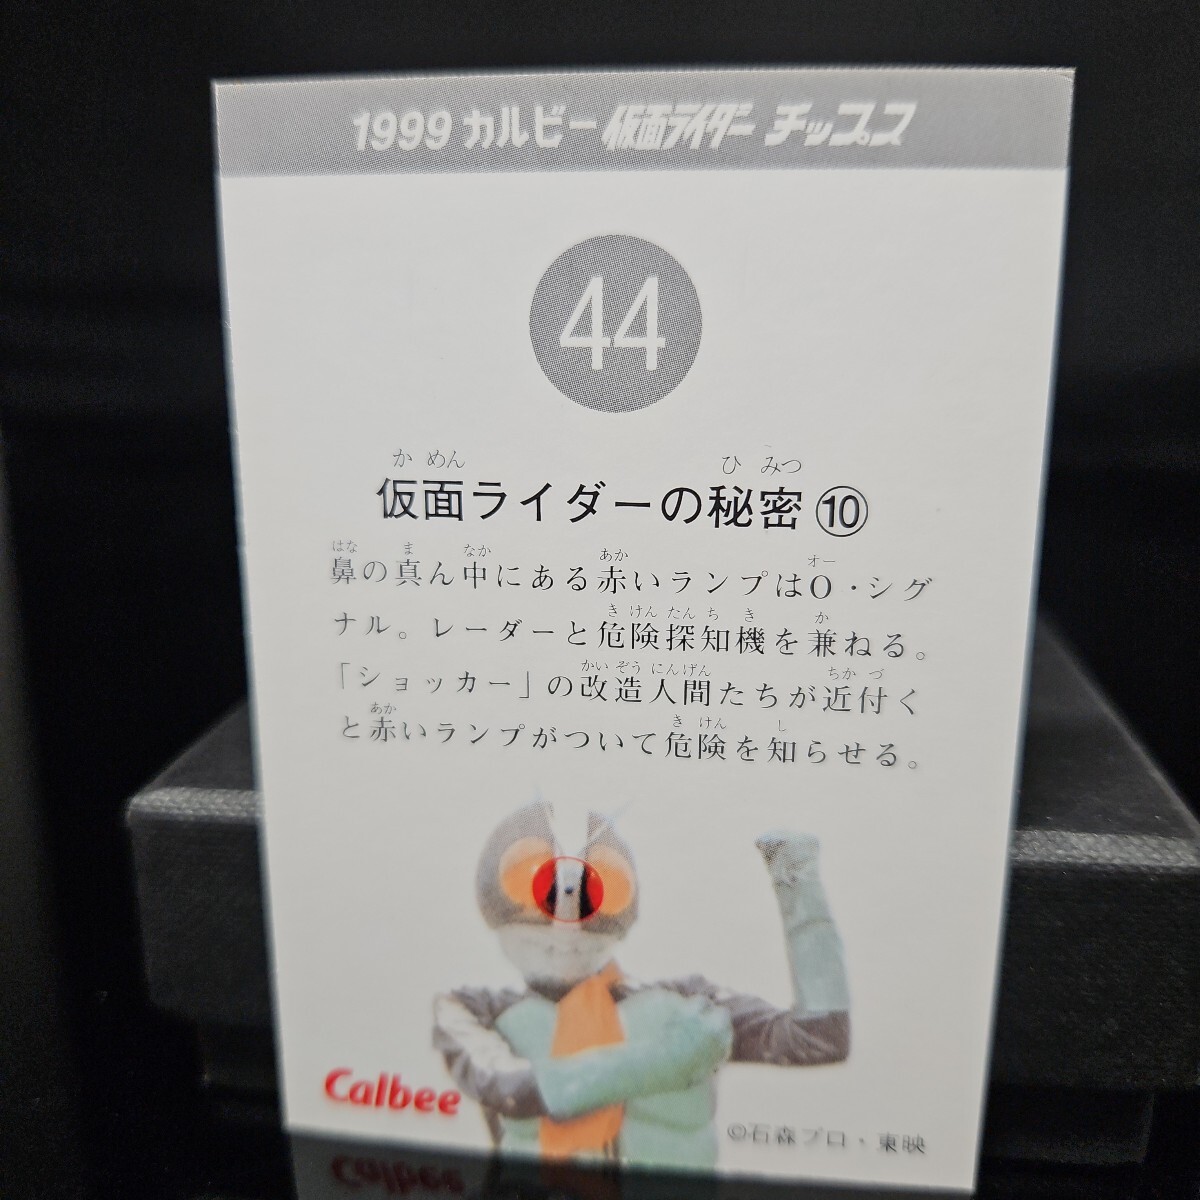 1999 カルビー 仮面ライダー チップス
44
か めん ひ みつ
仮面ライダーの秘密⑩
はな ま なか あか オー
鼻の真ん中にある赤いランプはO・シグ
き けん たん ち き か
ナル。レーダーと危険探知機を兼ねる。
かい ぞう にんげん ちか づ
「ショッカー」の改造人間たちが近付く
あか き けん し
と赤いランプがついて危険を知らせる。
Calbee
©石森プロ・東映
Calbee